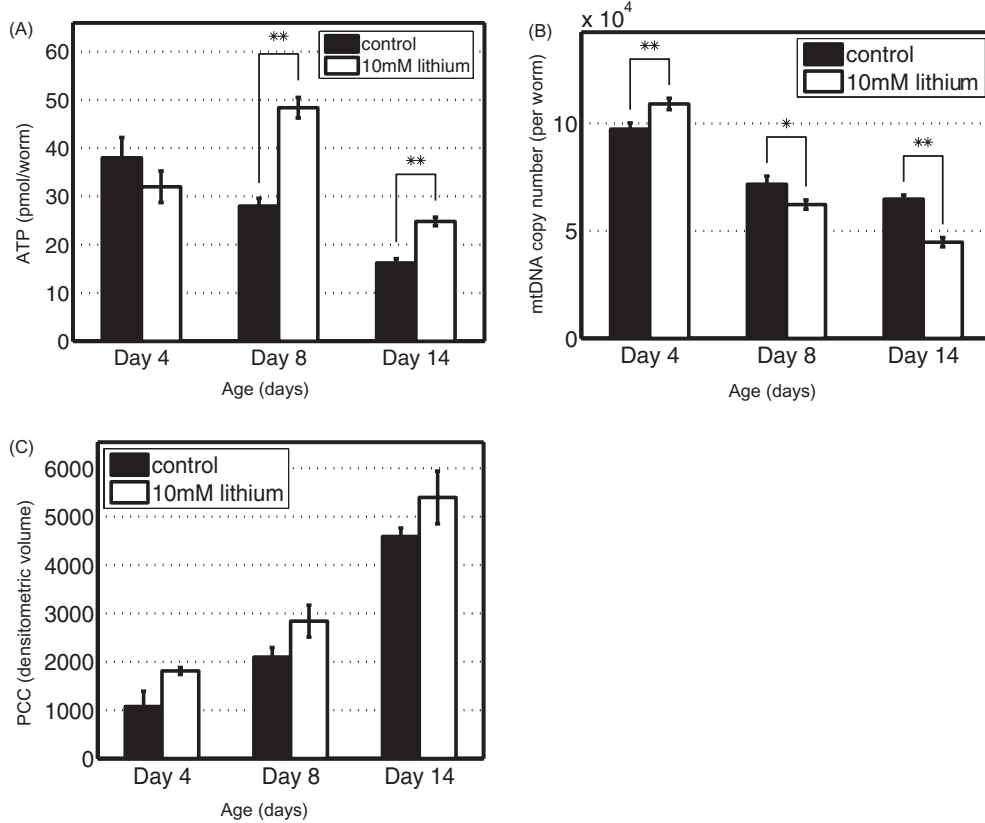 (A)
60
50
40
30
20
10
0
ATP (pmol/worm)
control
10mM lithium
**
**
Day 4 Day 8 Day 14
Age (days)
(B)
x 10⁴
10
5
0
mtDNA copy number (per worm)
control
10mM lithium
**
*
**
Day 4 Day 8 Day 14
Age (days)
(C)
6000
5000
4000
3000
2000
1000
0
PCC (densitometric volume)
control
10mM lithium
Day 4 Day 8 Day 14
Age (days)